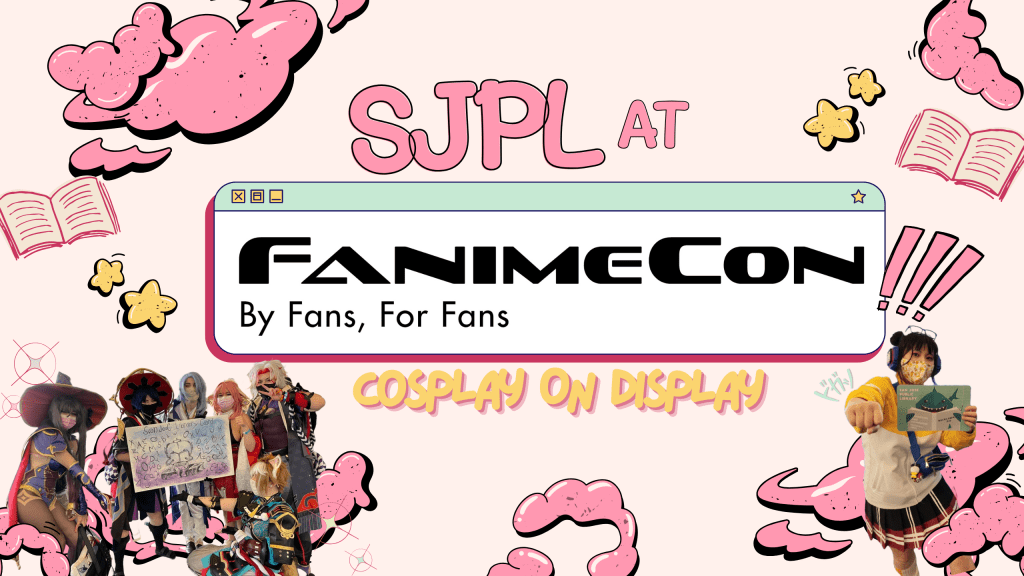 SJPL AT
FANIMECON
By Fans, For Fans
!!!
COSPLAY ON DISPLAY